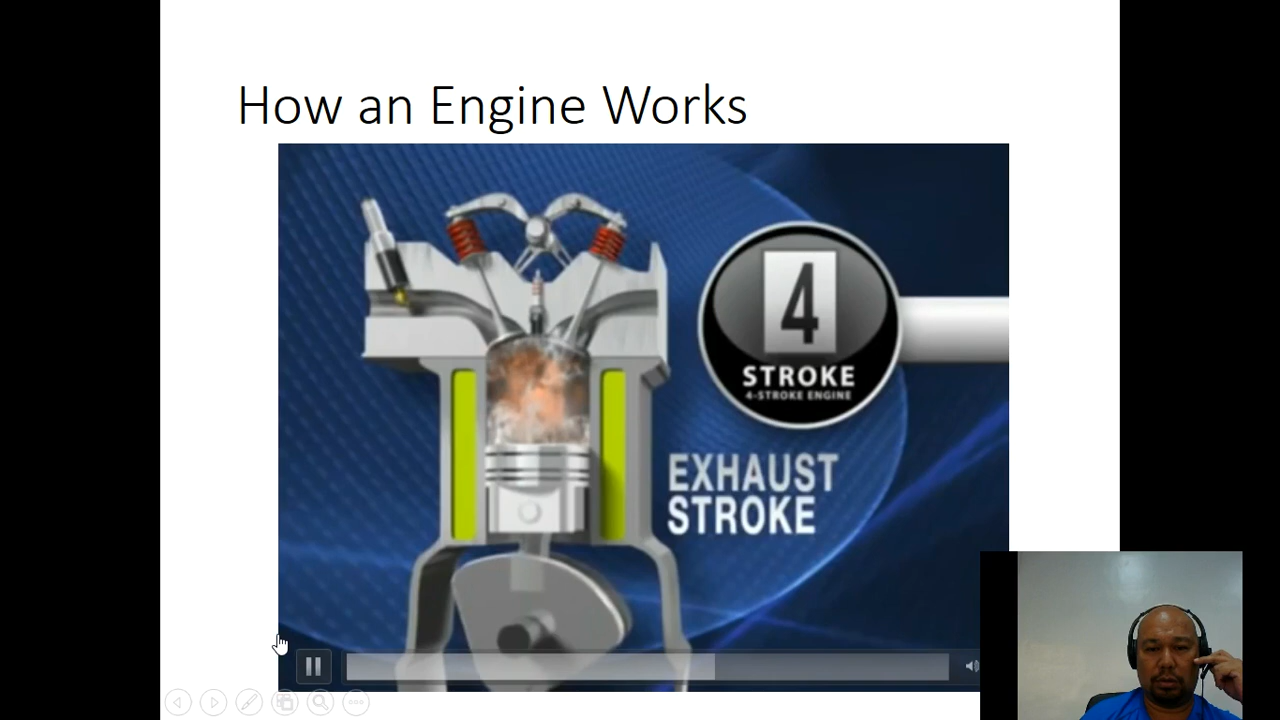 How an Engine Works
4
STROKE
4-STROKE ENGINE
EXHAUST
STROKE